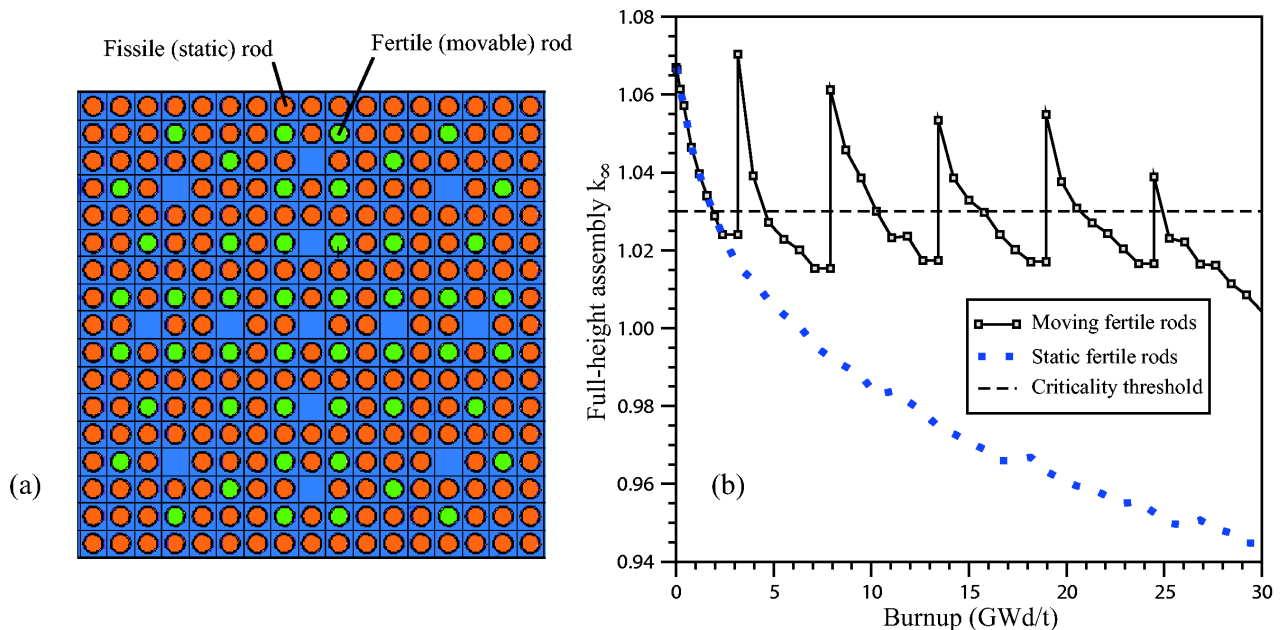 Fissile (static) rod
Fertile (movable) rod
(a)
Full-height assembly k∞
1.08
1.06
1.04
1.02
1.00
0.98
0.96
0.94
Moving fertile rods
Static fertile rods
Criticality threshold
(b)
0
5
10
15
20
25
30
Burnup (GWd/t)